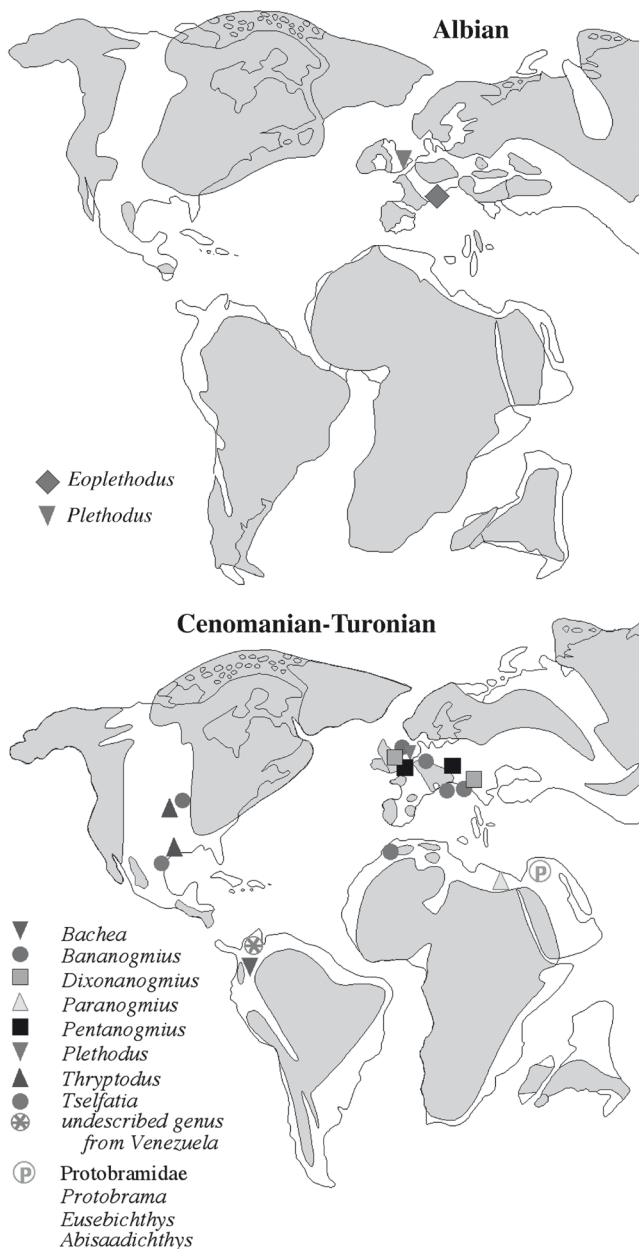 Albian
Eoplethodus
Plethodus
Cenomanian-Turonian
P
Bachea
Bananogmius
Dixonanogmius
Paranogmius
Pentanogmius
Plethodus
Thryptodus
Tselfatia
undescribed genus
from Venezuela
P Protobramidae
Protobrama
Eusebichthys
Abisaadichthys